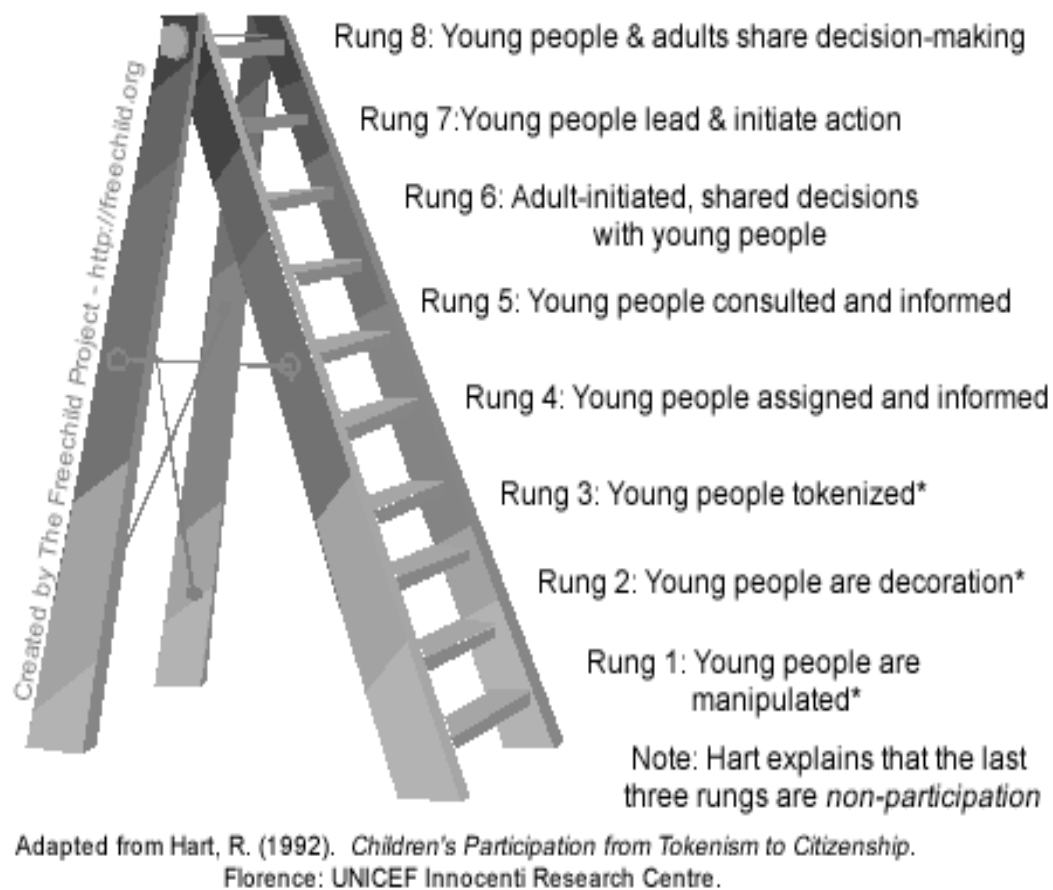 Rung 8: Young people & adults share decision-making
Rung 7:Young people lead & initiate action
Rung 6: Adult-initiated, shared decisions
with young people
Rung 5: Young people consulted and informed
Rung 4: Young people assigned and informed
Rung 3: Young people tokenized*
Rung 2: Young people are decoration*
Rung 1: Young people are
manipulated*
Note: Hart explains that the last
three rungs are non-participation
Created by The Freechild Project - http://freechild.org
Adapted from Hart, R. (1992). Children's Participation from Tokenism to Citizenship.
Florence: UNICEF Innocenti Research Centre.